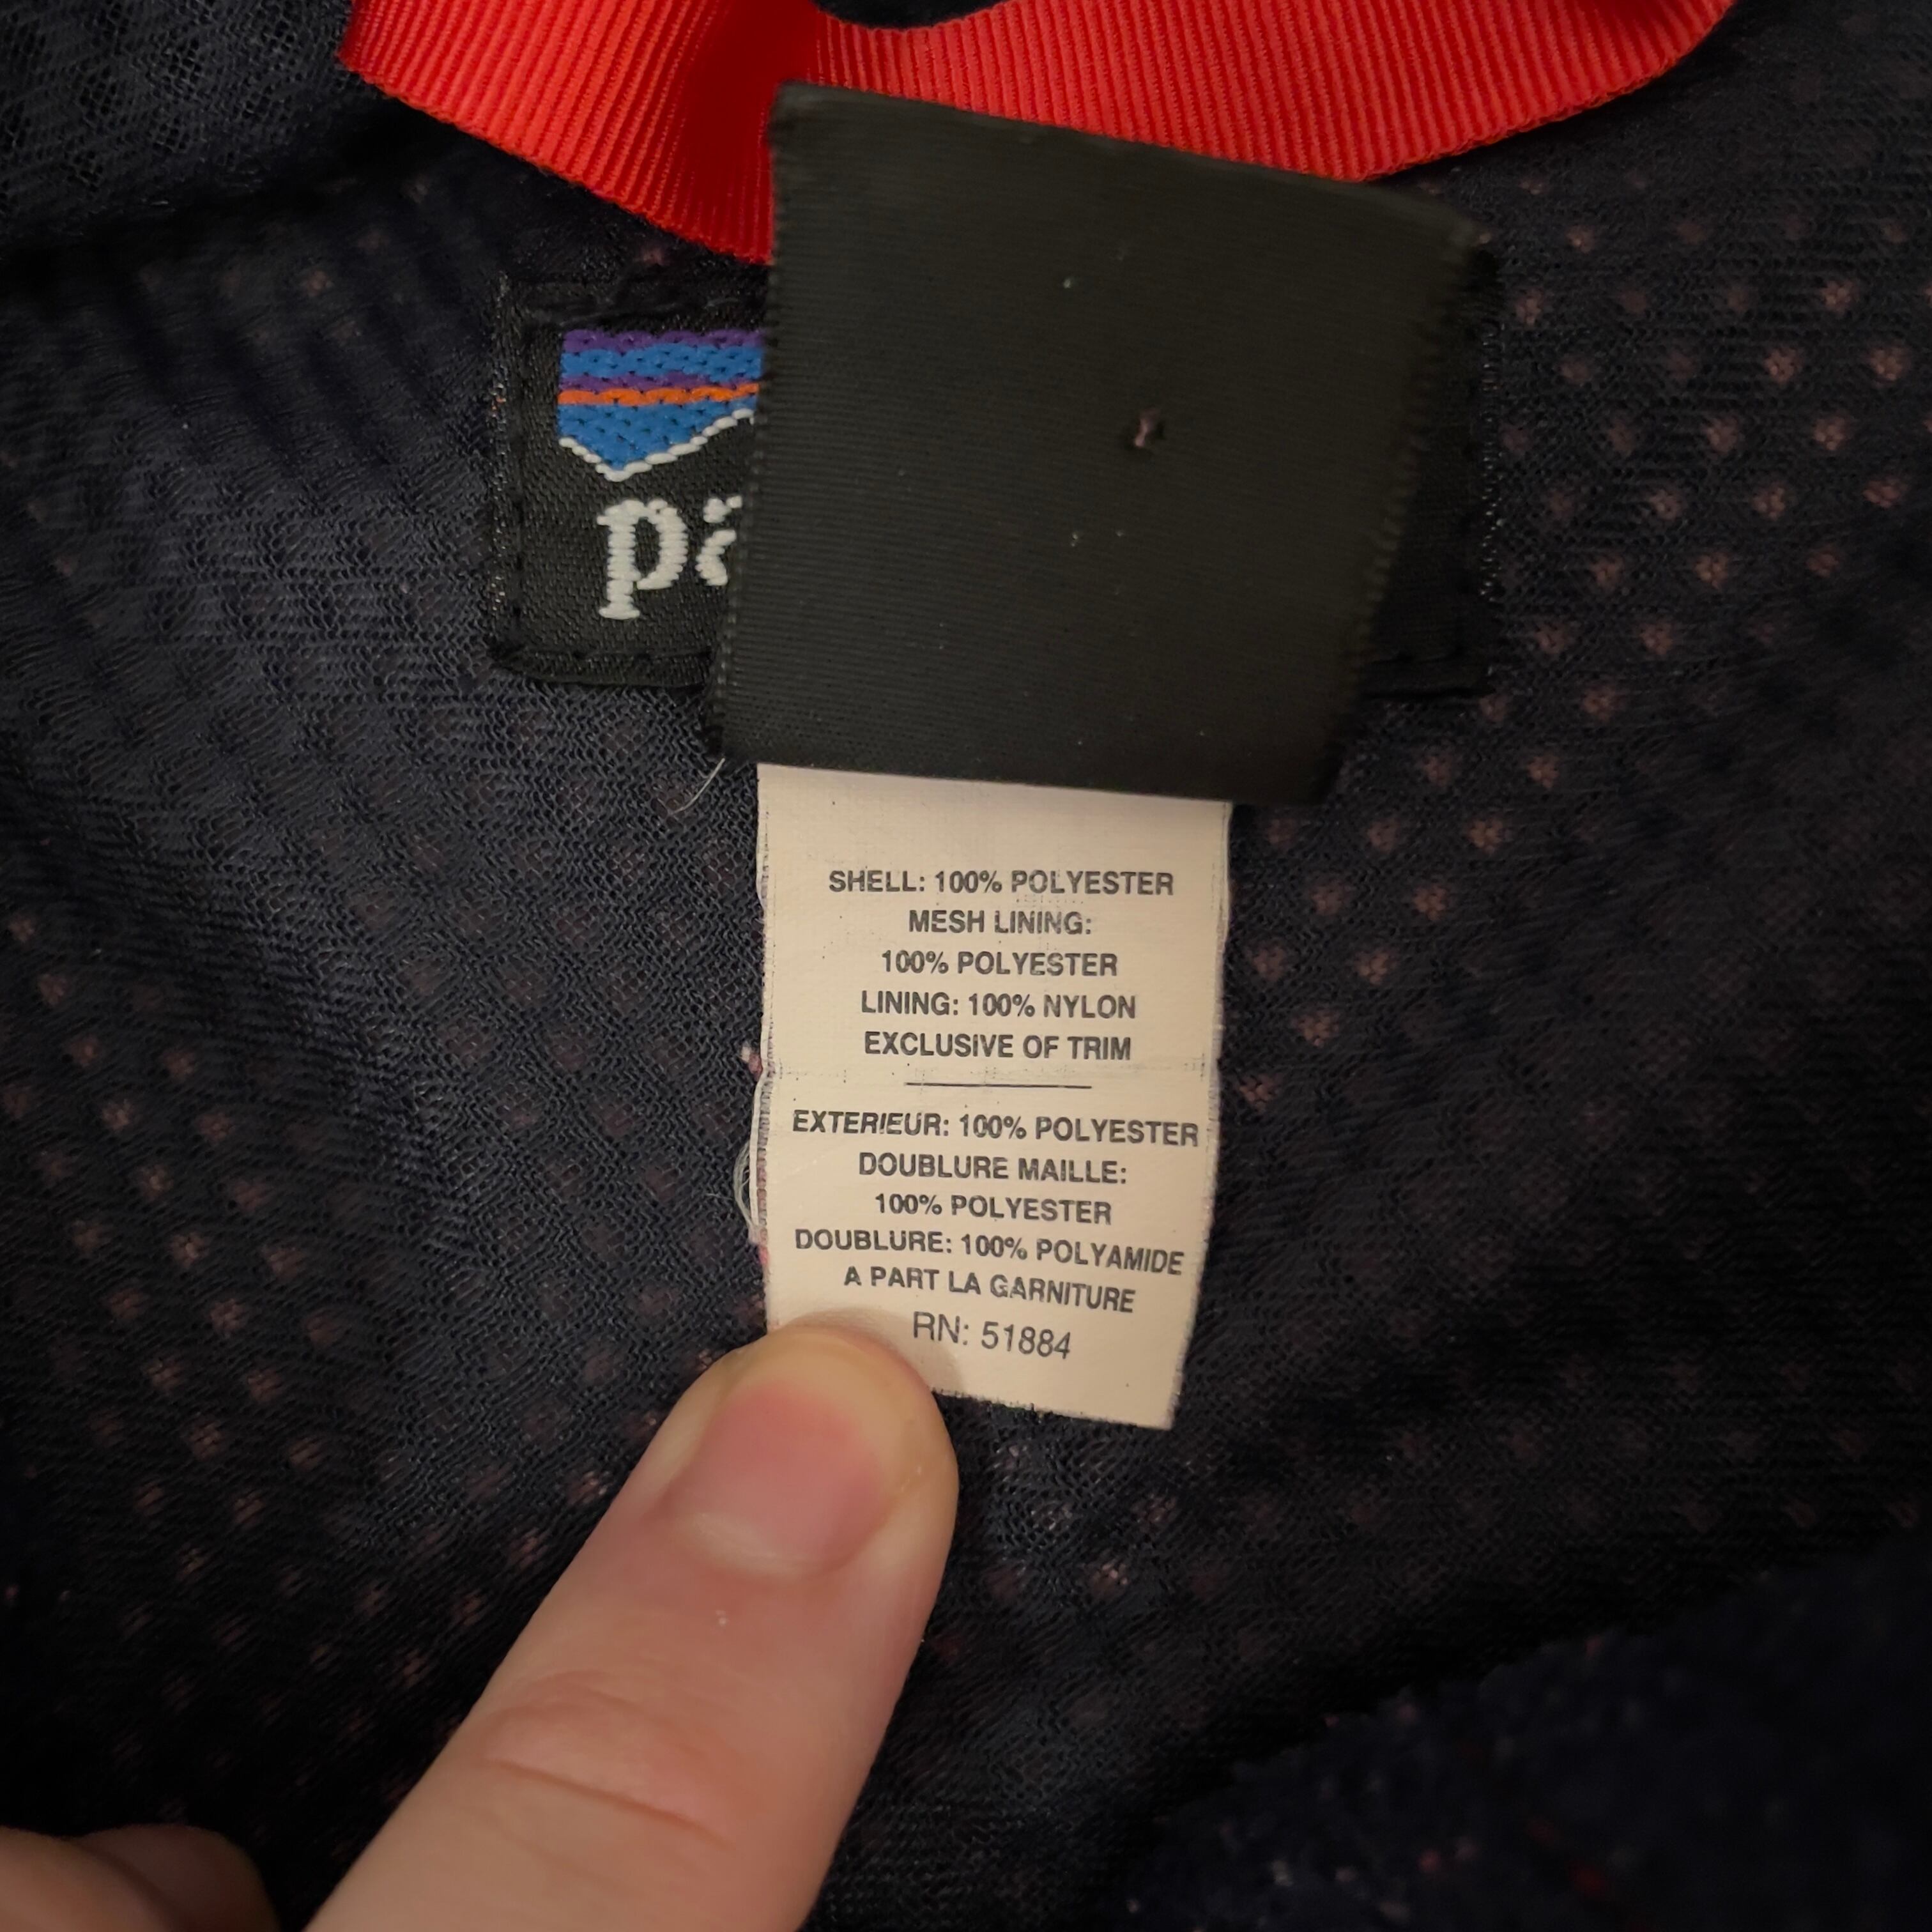 pa
SHELL: 100% POLYESTER
MESH LINING:
100% POLYESTER
LINING: 100% NYLON
EXCLUSIVE OF TRIM
EXTERIEUR: 100% POLYESTER
DOUBLURE MAILLE:
100% POLYESTER
DOUBLURE: 100% POLYAMIDE
A PART LA GARNITURE
RN: 51884